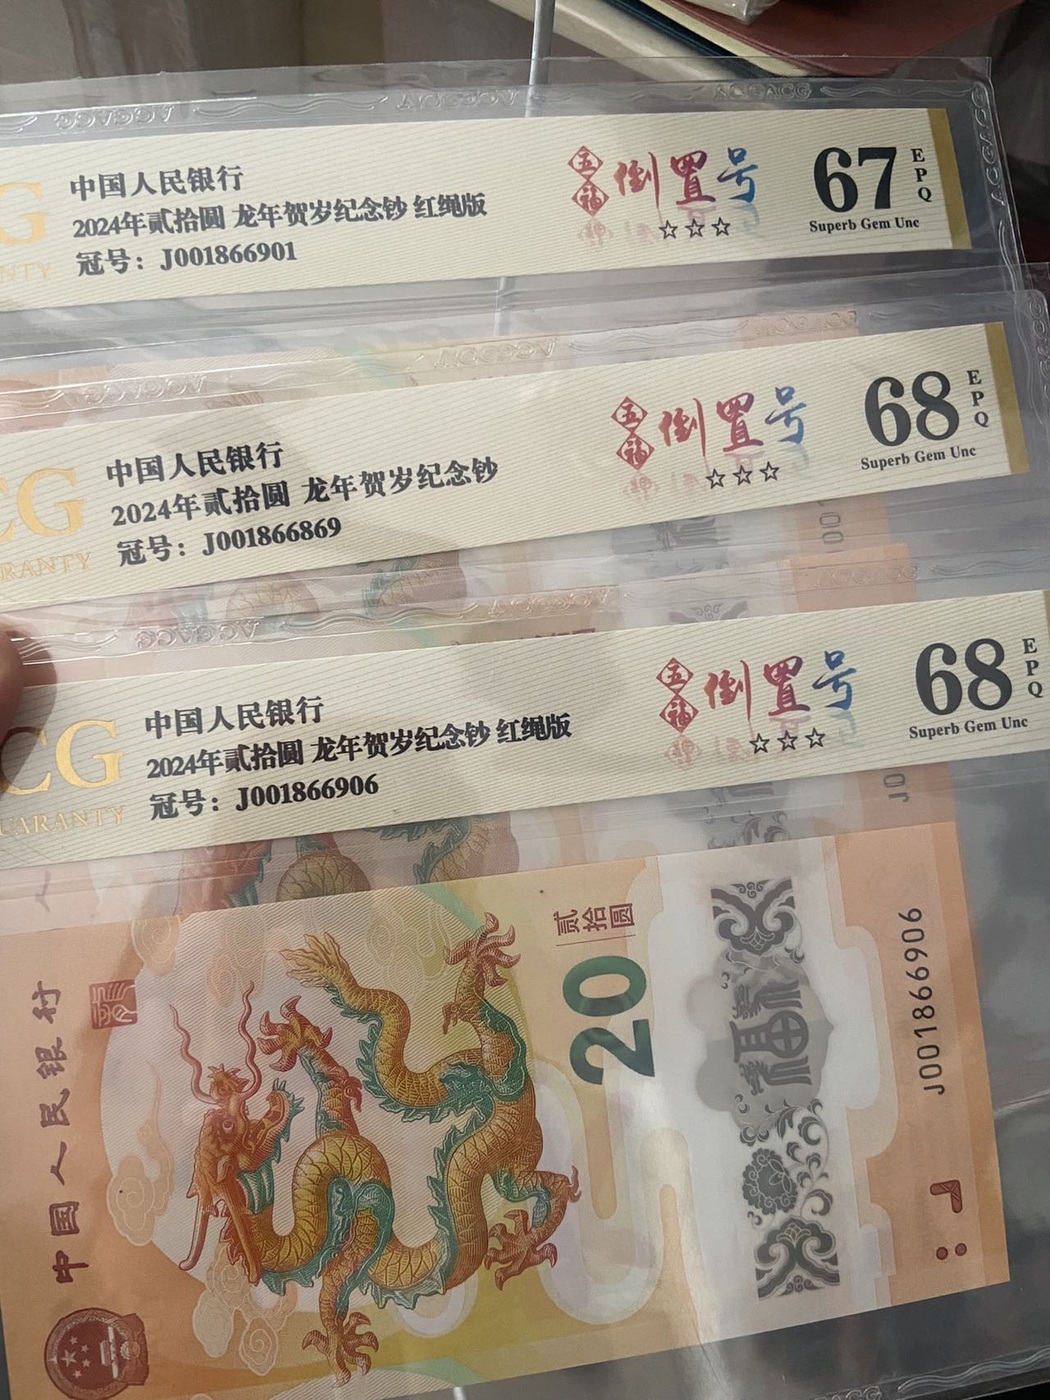 中国人民银行
2024年贰拾圆 龙年贺岁纪念钞 红绳版
冠号：J001866901
五福
倒置号
☆☆☆
67
EPQ
Superb Gem Unc
中国人民银行
2024年贰拾圆 龙年贺岁纪念钞
冠号：J001866869
五福
倒置号
☆☆☆
68
EPQ
Superb Gem Unc
CG
中国人民银行
2024年贰拾圆 龙年贺岁纪念钞 红绳版
冠号：J001866906
五福
倒置号
☆☆☆
68
EPQ
Superb Gem Unc
CG
中国人民银行
贰拾圆
20
J001866906